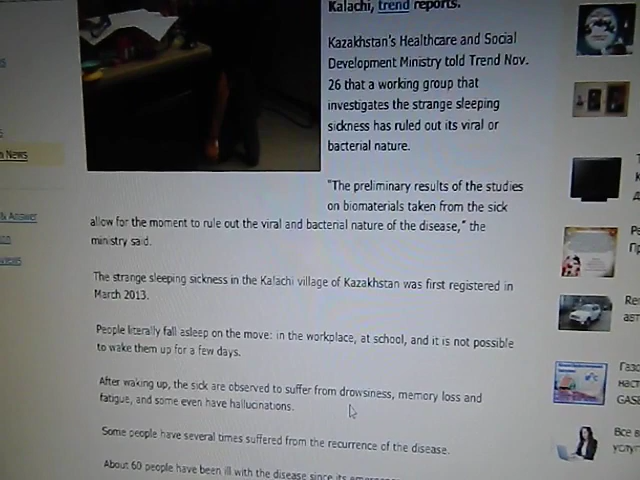 Kalachi, trend reports.
Kazakhstan's Healthcare and Social
Development Ministry told Trend Nov.
26 that a working group that
investigates the strange sleeping
sickness has ruled out its viral or
bacterial nature.
"The preliminary results of the studies
on biomaterials taken from the sick
allow for the moment to rule out the viral and bacterial nature of the disease," the
ministry said.
The strange sleeping sickness in the Kalachi village of Kazakhstan was first registered in
March 2013.
People literally fall asleep on the move: in the workplace, at school, and it is not possible
to wake them up for a few days.
After waking up, the sick are observed to suffer from drowsiness, memory loss and
fatigue, and some even have hallucinations.
Some people have several times suffered from the recurrence of the disease.
About 60 people have been ill with the disease since its
News
& Answer
Все в